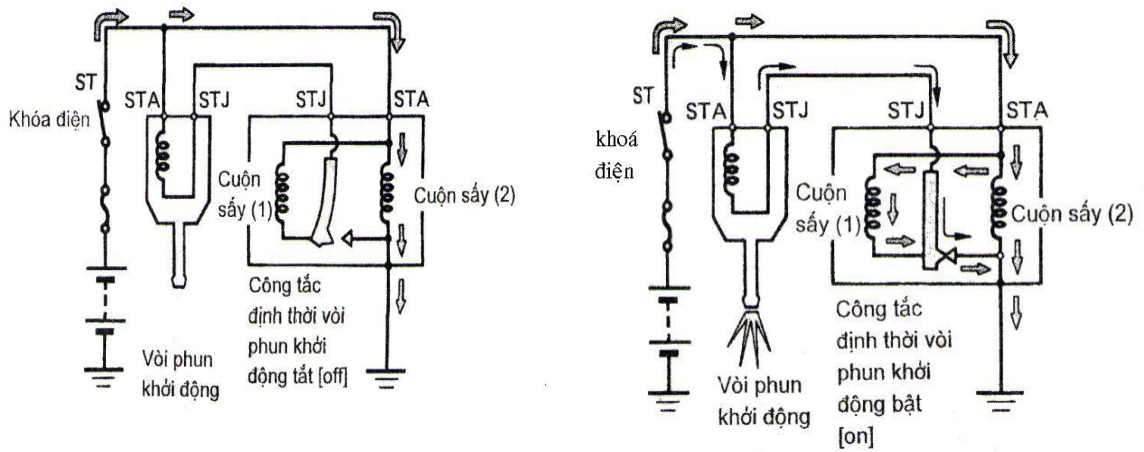 ST
Khóa điện
STA
STJ
STJ
STA
Cuộn
sấy (1)
Cuộn sấy (2)
Công tắc
định thời vòi
phun khởi
động tắt [off]
Vòi phun
khởi động
ST
khoá
điện
STA
STJ
STJ
STA
Cuộn
sấy (1)
Cuộn sấy (2)
Công tắc
định thời vòi
phun khởi
động bật
[on]
Vòi phun
khởi động